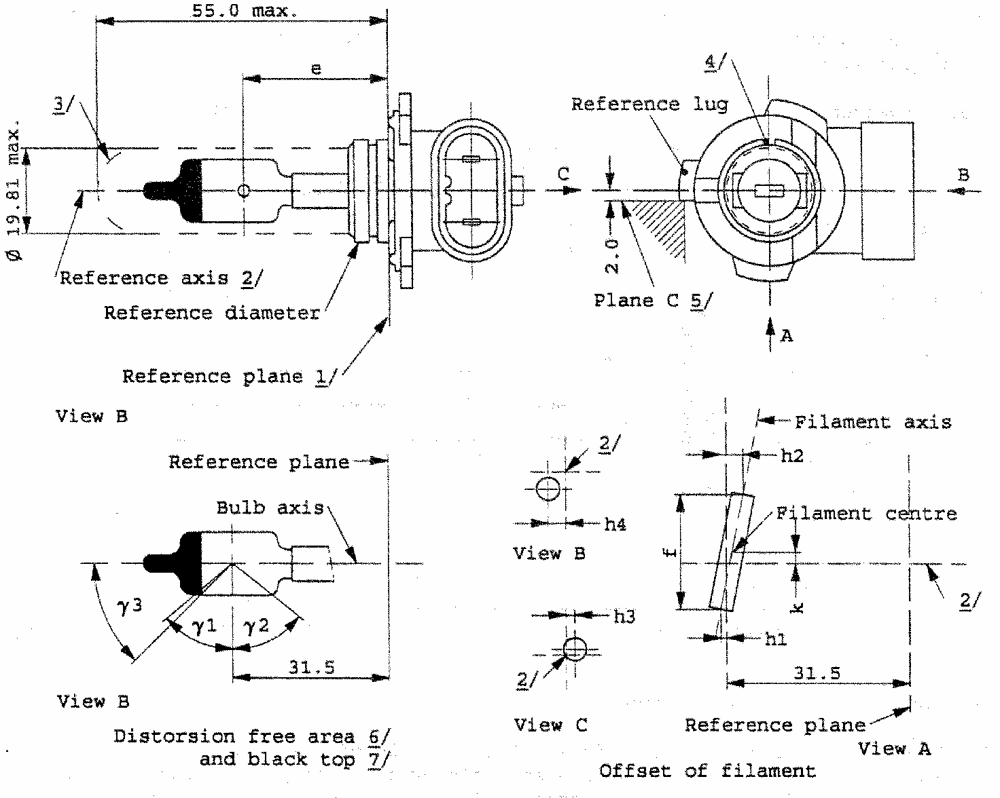 55.0 max.
e
3/
Ø 19.81 max.
Reference axis 2/
Reference diameter
Reference plane 1/
View B
4/
Reference lug
C
B
2.0
Plane C 5/
A
Reference plane
Bulb axis
γ3
γ1
γ2
31.5
View B
Distorsion free area 6/
and black top 7/
2/
h4
View B
h3
2/
View C
Filament axis
h2
Filament centre
f
k
2/
h1
31.5
Reference plane
View A
Offset of filament